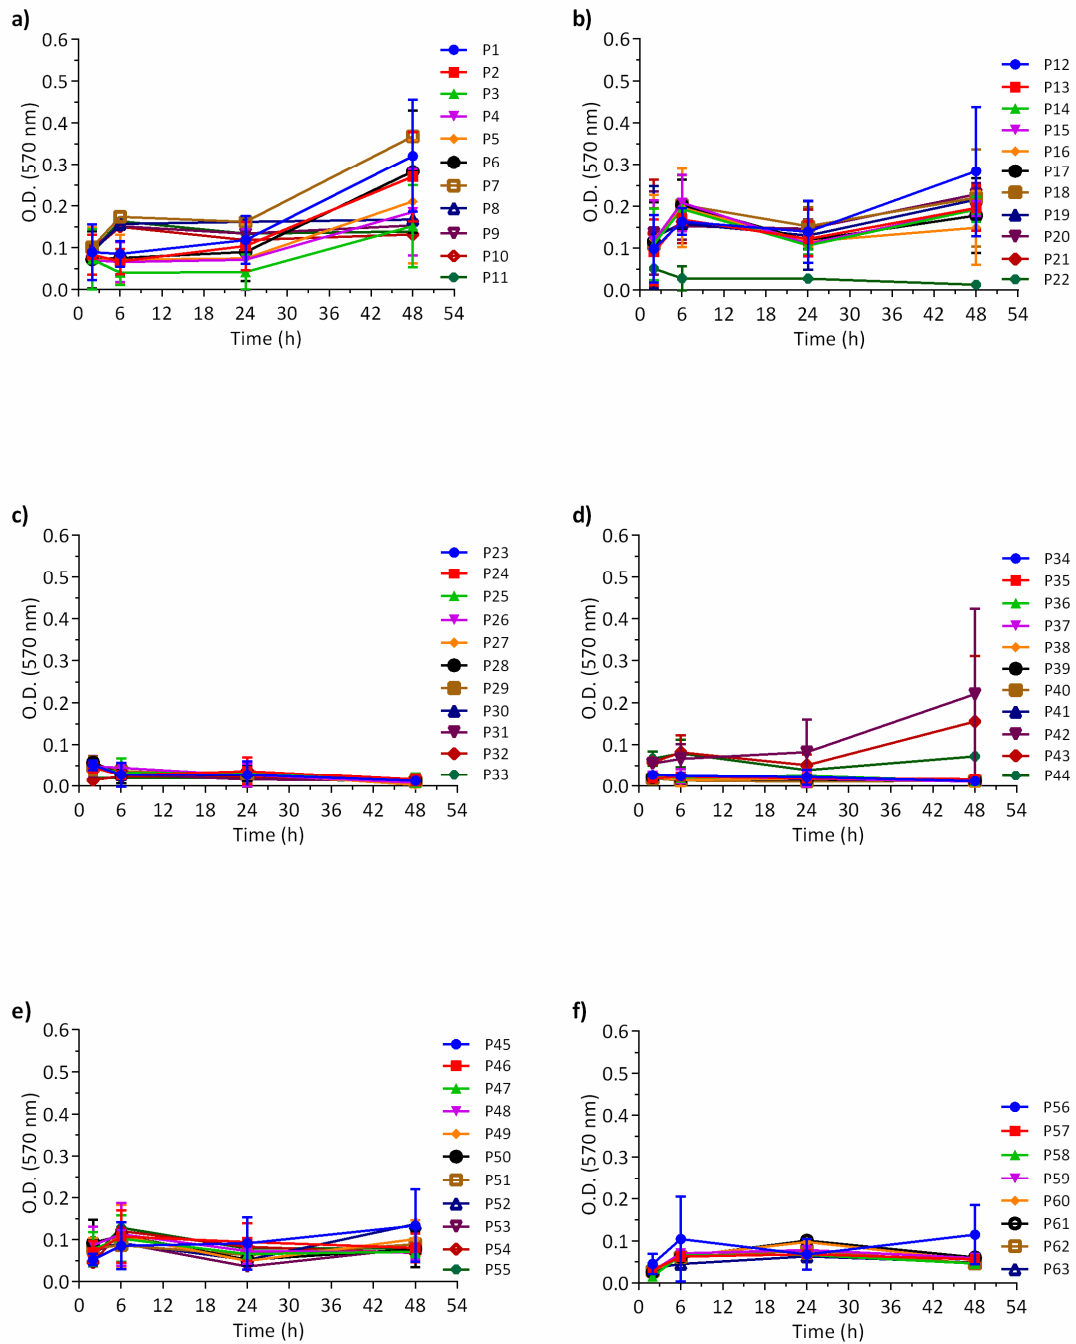 a)
0.6
0.5
0.4
0.3
0.2
0.1
0.0
O.D. (570 nm)
0 6 12 18 24 30 36 42 48 54
Time (h)
P1
P2
P3
P4
P5
P6
P7
P8
P9
P10
P11
b)
0.6
0.5
0.4
0.3
0.2
0.1
0.0
O.D. (570 nm)
0 6 12 18 24 30 36 42 48 54
Time (h)
P12
P13
P14
P15
P16
P17
P18
P19
P20
P21
P22
c)
0.6
0.5
0.4
0.3
0.2
0.1
0.0
O.D. (570 nm)
0 6 12 18 24 30 36 42 48 54
Time (h)
P23
P24
P25
P26
P27
P28
P29
P30
P31
P32
P33
d)
0.6
0.5
0.4
0.3
0.2
0.1
0.0
O.D. (570 nm)
0 6 12 18 24 30 36 42 48 54
Time (h)
P34
P35
P36
P37
P38
P39
P40
P41
P42
P43
P44
e)
0.6
0.5
0.4
0.3
0.2
0.1
0.0
O.D. (570 nm)
0 6 12 18 24 30 36 42 48 54
Time (h)
P45
P46
P47
P48
P49
P50
P51
P52
P53
P54
P55
f)
0.6
0.5
0.4
0.3
0.2
0.1
0.0
O.D. (570 nm)
0 6 12 18 24 30 36 42 48 54
Time (h)
P56
P57
P58
P59
P60
P61
P62
P63